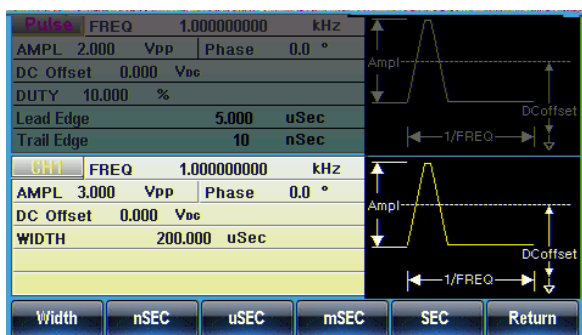 Pulse FREQ 1.000000000 kHz
AMPL 2.000 Vpp Phase 0.0 °
DC Offset 0.000 VDC
DUTY 10.000 %
Lead Edge 5.000 uSec
Trail Edge 10 nSec
Ampl
DCoffset
1/FREQ
CH1 FREQ 1.000000000 kHz
AMPL 3.000 Vpp Phase 0.0 °
DC Offset 0.000 VDC
WIDTH 200.000 uSec
Ampl
DCoffset
1/FREQ
Width nSEC uSEC mSEC SEC Return